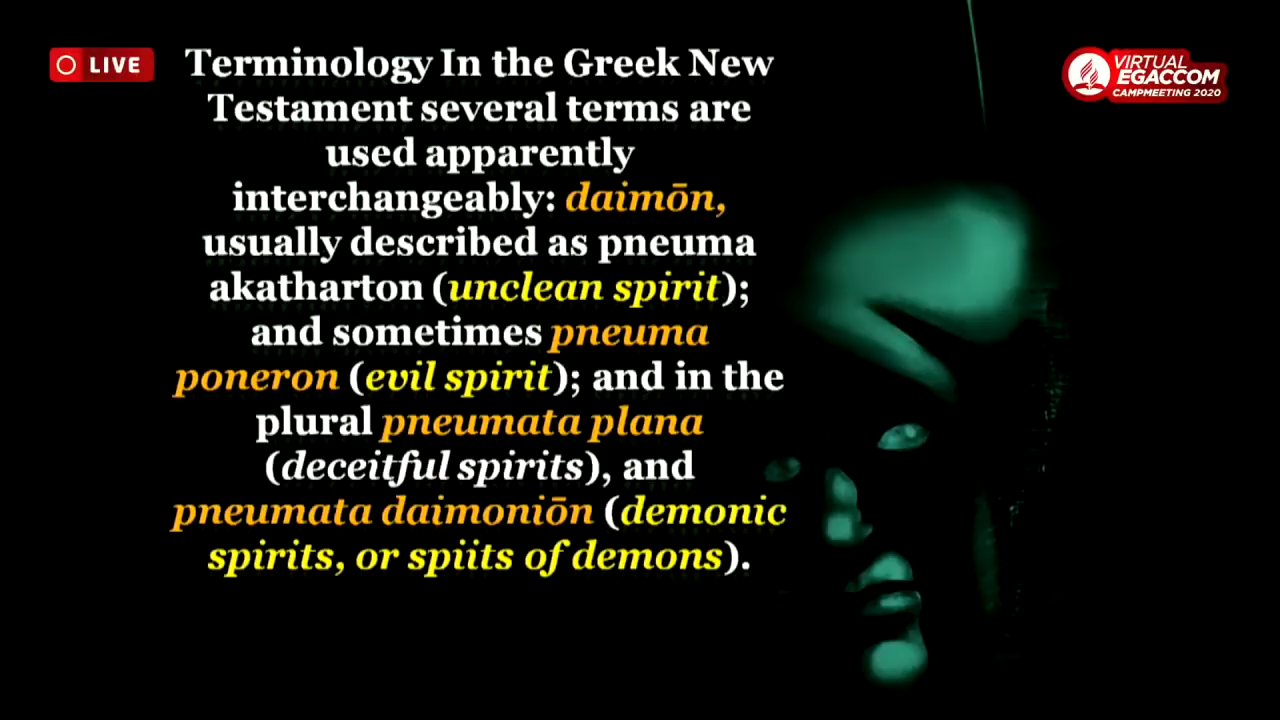 LIVE
Terminology In the Greek New
Testament several terms are
used apparently
interchangeably: daimōn,
usually described as pneuma
akatharton (unclean spirit);
and sometimes pneuma
poneron (evil spirit); and in the
plural pneumata plana
(deceitful spirits), and
pneumata daimoniōn (demonic
spirits, or spiits of demons).
VIRTUAL
EGACCOM
CAMPMEETING 2020